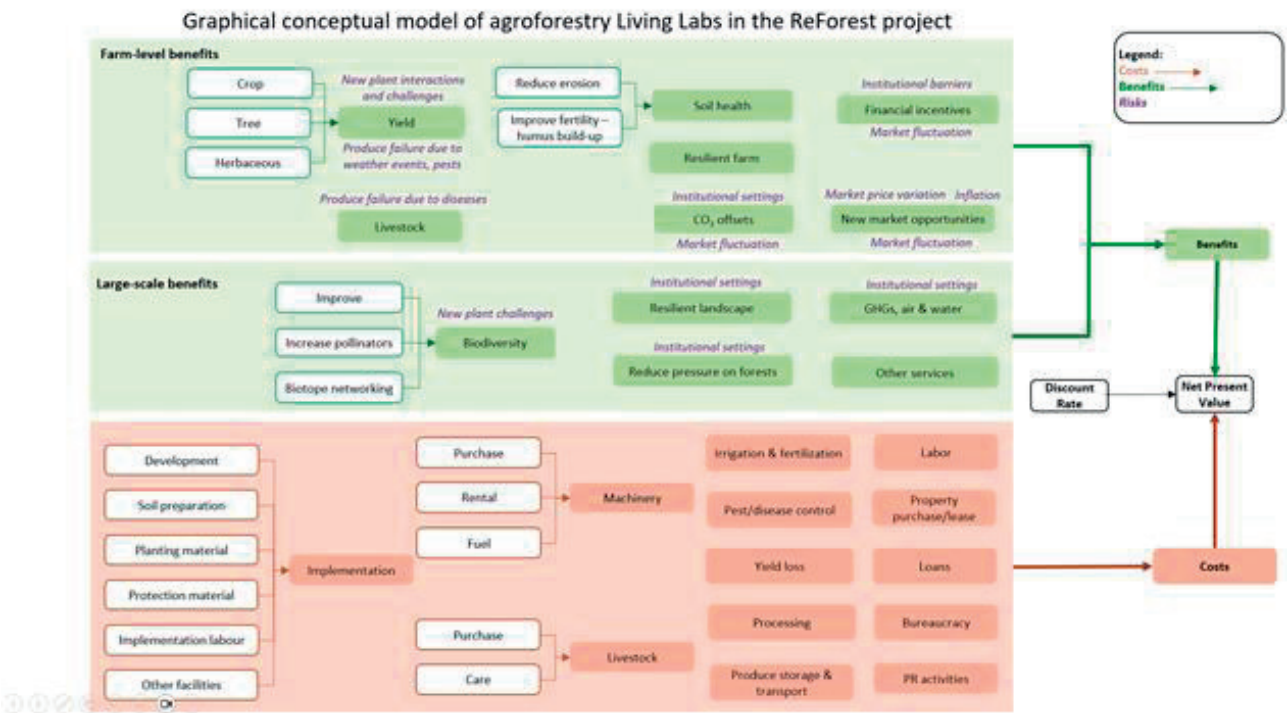 Graphical conceptual model of agroforestry Living Labs in the ReForest project
Legend:
Costs
Benefits
Risks
Farm-level benefits
Crop
Tree
Herbaceous
New plant interactions
and challenges
Yield
Produce failure due to
weather events, pests
Produce failure due to diseases
Livestock
Reduce erosion
Improve fertility –
humus build-up
Soil health
Resilient farm
Institutional settings
CO₂ offsets
Market fluctuation
Institutional barriers
Financial incentives
Market fluctuation
Market price variation Inflation
New market opportunities
Market fluctuation
Large-scale benefits
Improve
Increase pollinators
Biotope networking
New plant challenges
Biodiversity
Institutional settings
Resilient landscape
Institutional settings
Reduce pressure on forests
Institutional settings
GHGs, air & water
Other services
Benefits
Discount
Rate
Net Present
Value
Development
Soil preparation
Planting material
Protection material
Implementation labour
Other facilities
Implementation
Purchase
Rental
Fuel
Machinery
Purchase
Care
Livestock
Irrigation & fertilization
Pest/disease control
Yield loss
Processing
Produce storage &
transport
Labor
Property
purchase/lease
Loans
Bureaucracy
PR activities
Costs